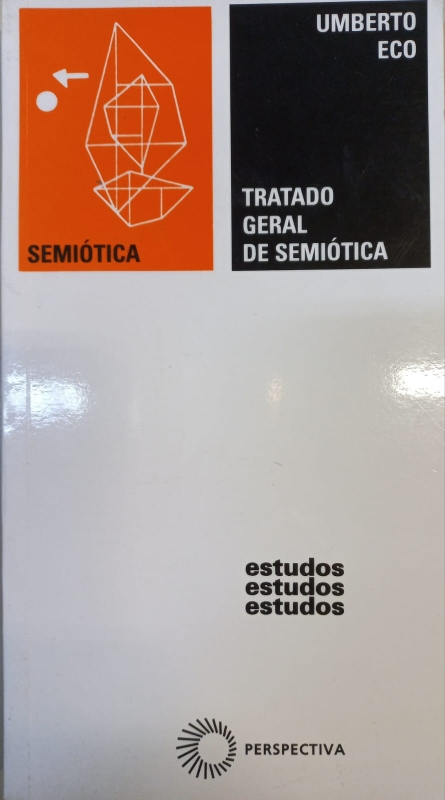 UMBERTO
ECO
TRATADO
GERAL
DE SEMIÓTICA
SEMIÓTICA
estudos
estudos
estudos
PERSPECTIVA